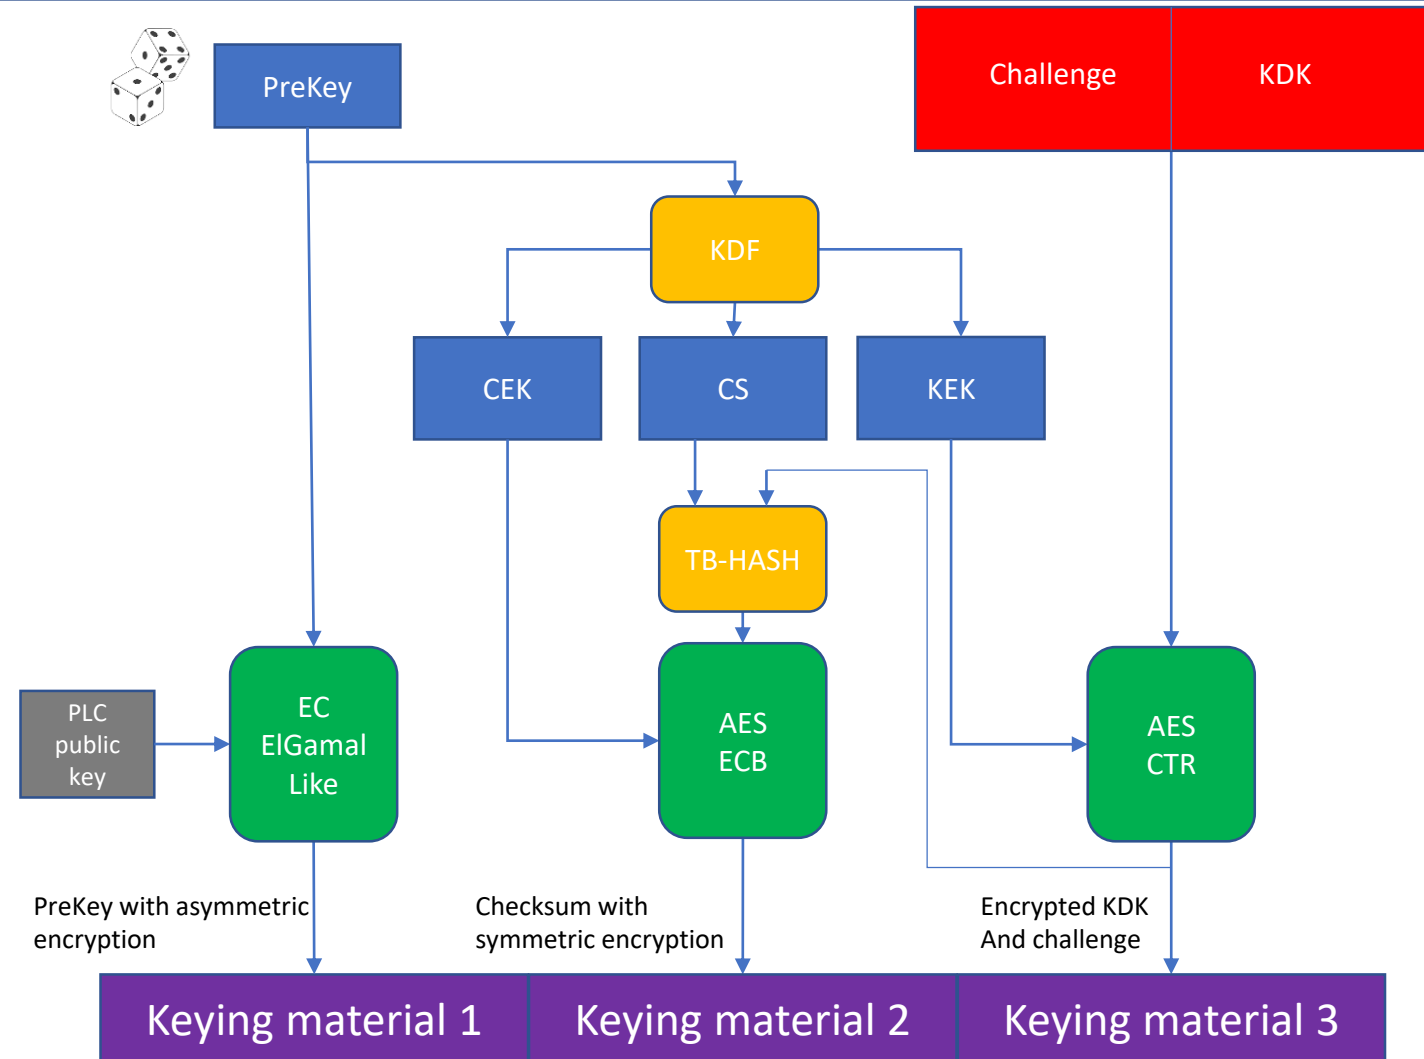 PreKey
Challenge
KDK
KDF
CEK
CS
KEK
TB-HASH
PLC
public
key
EC
ElGamal
Like
AES
ECB
AES
CTR
PreKey with asymmetric
encryption
Checksum with
symmetric encryption
Encrypted KDK
And challenge
Keying material 1
Keying material 2
Keying material 3